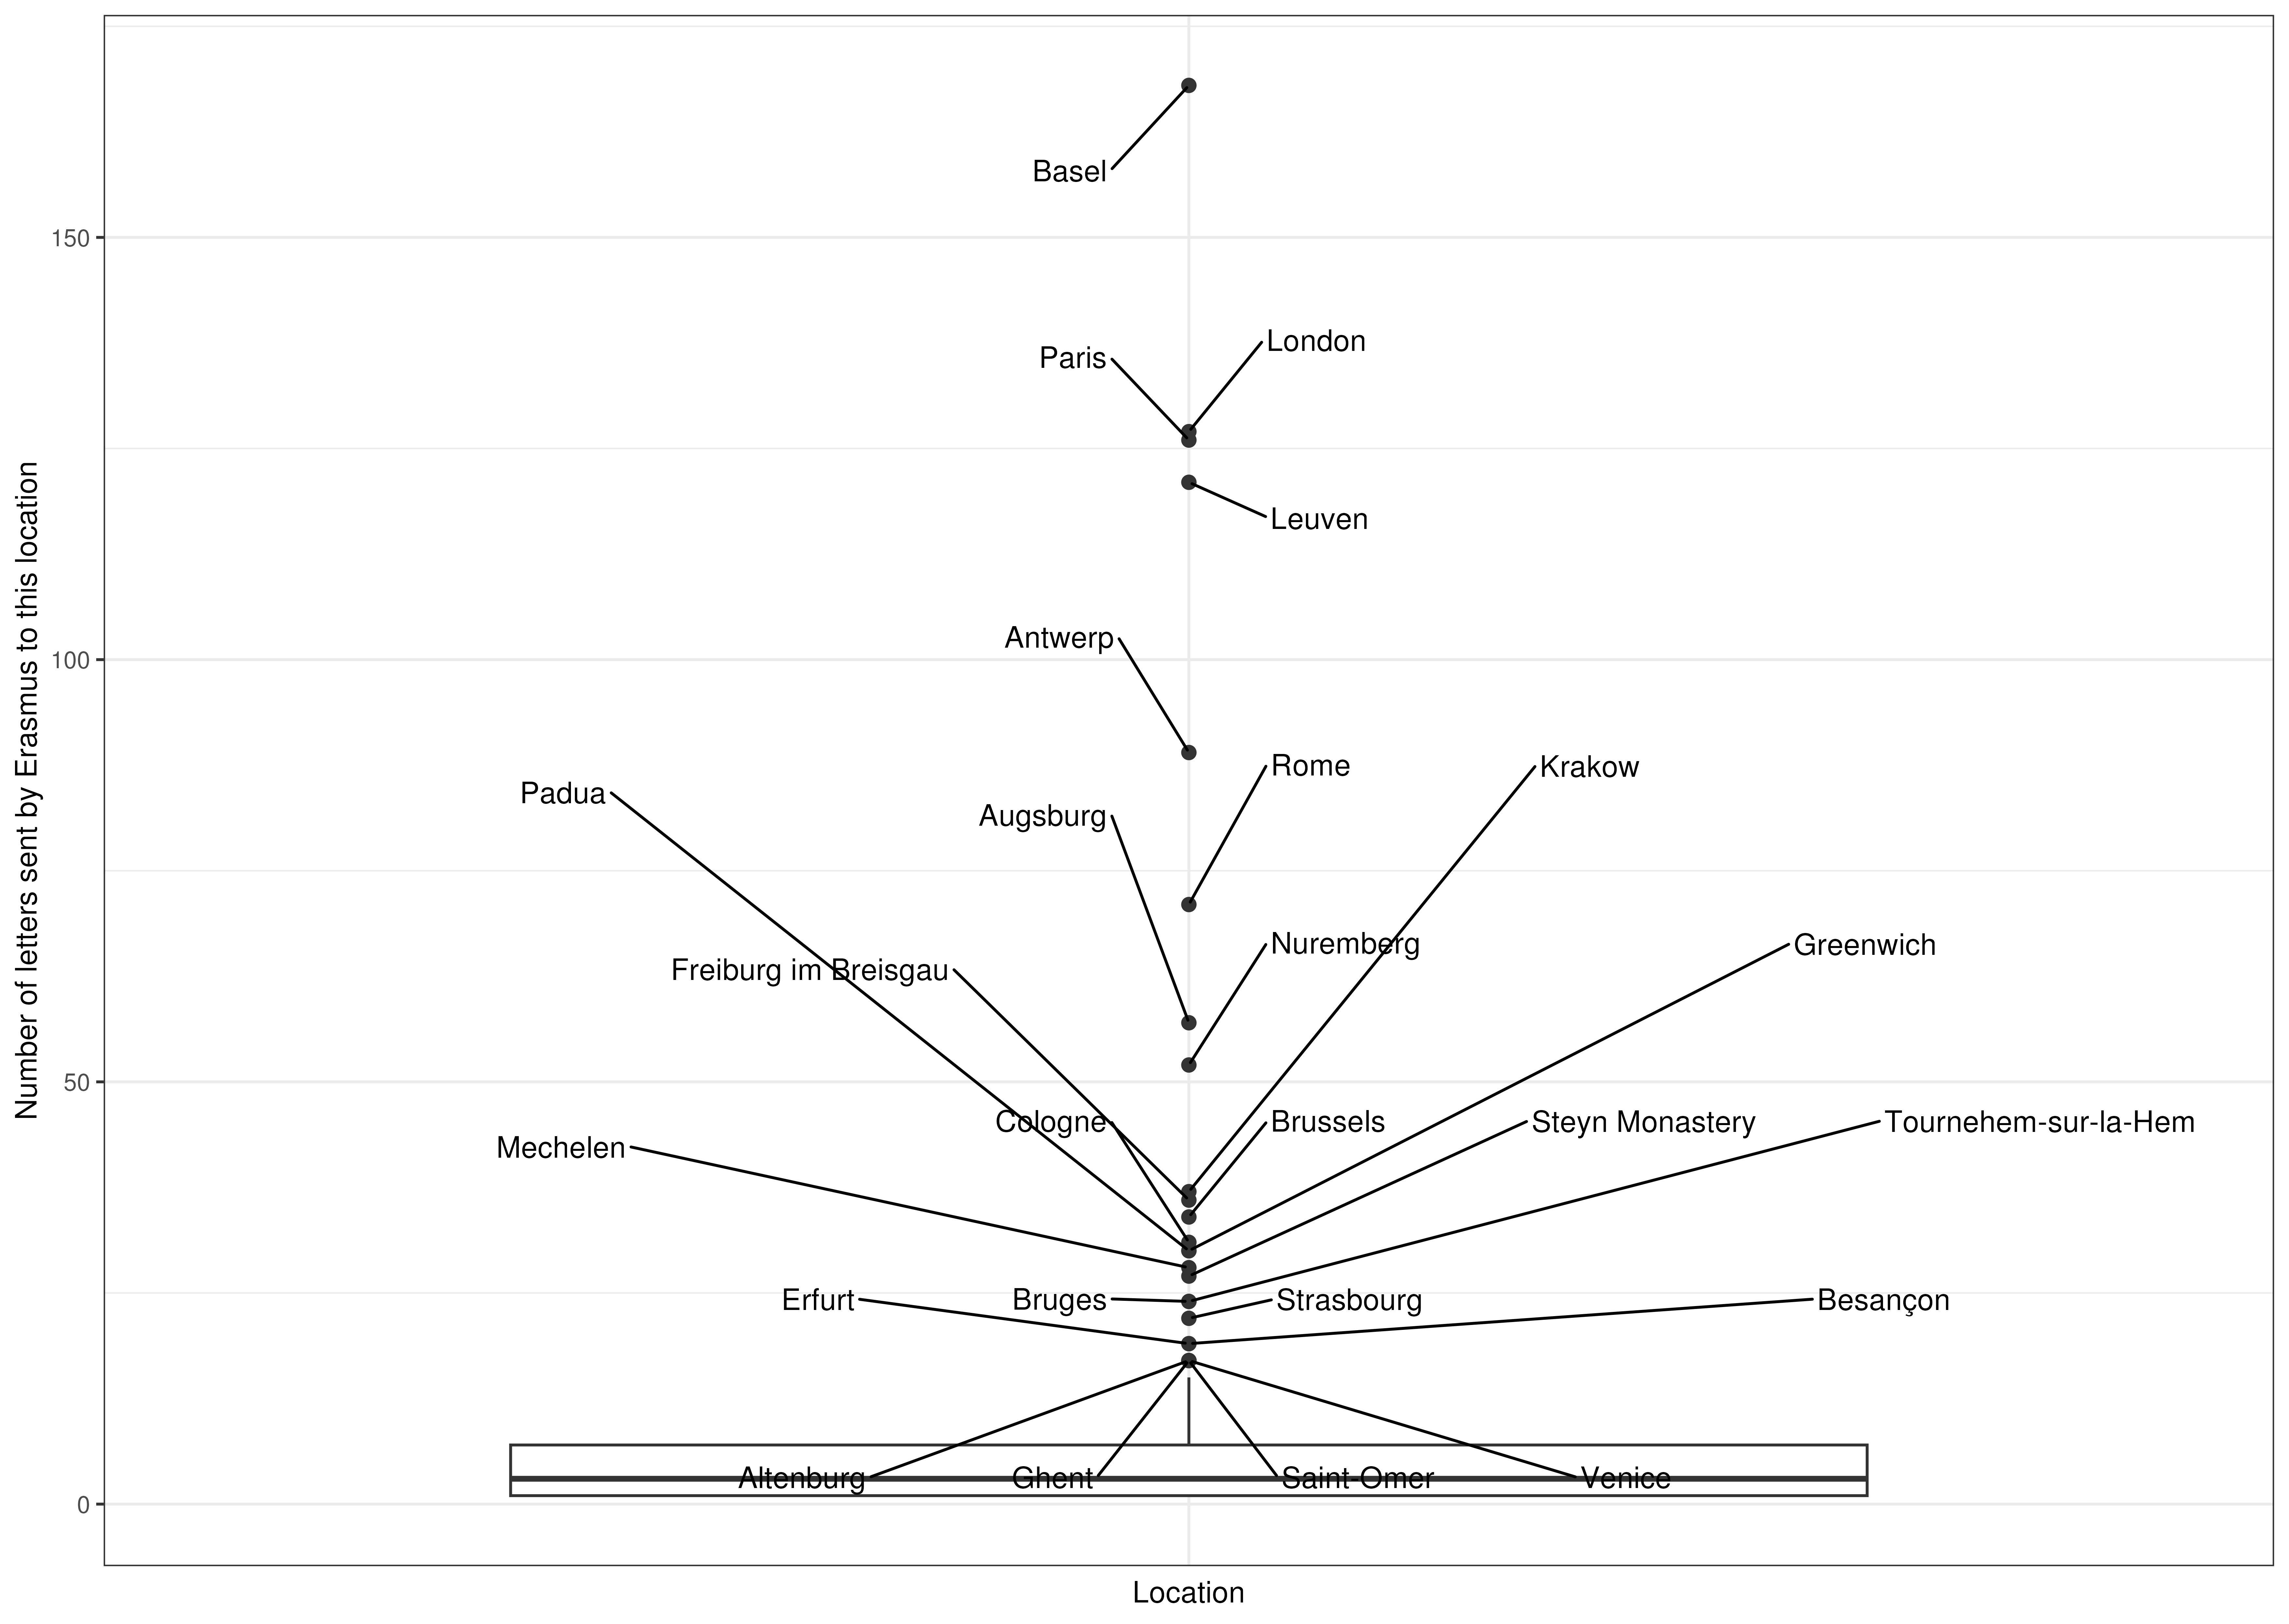 Basel
150
London
Paris
Leuven
Antwerp
100
Rome
Krakow
Padua
Augsburg
Nuremberg
Greenwich
Freiburg im Breisgau
50
Cologne
Brussels
Steyn Monastery
Tournehem-sur-la-Hem
Mechelen
Erfurt
Bruges
Strasbourg
Besançon
Altenburg
Ghent
Saint-Omer
Venice
0
Location
Number of letters sent by Erasmus to this location